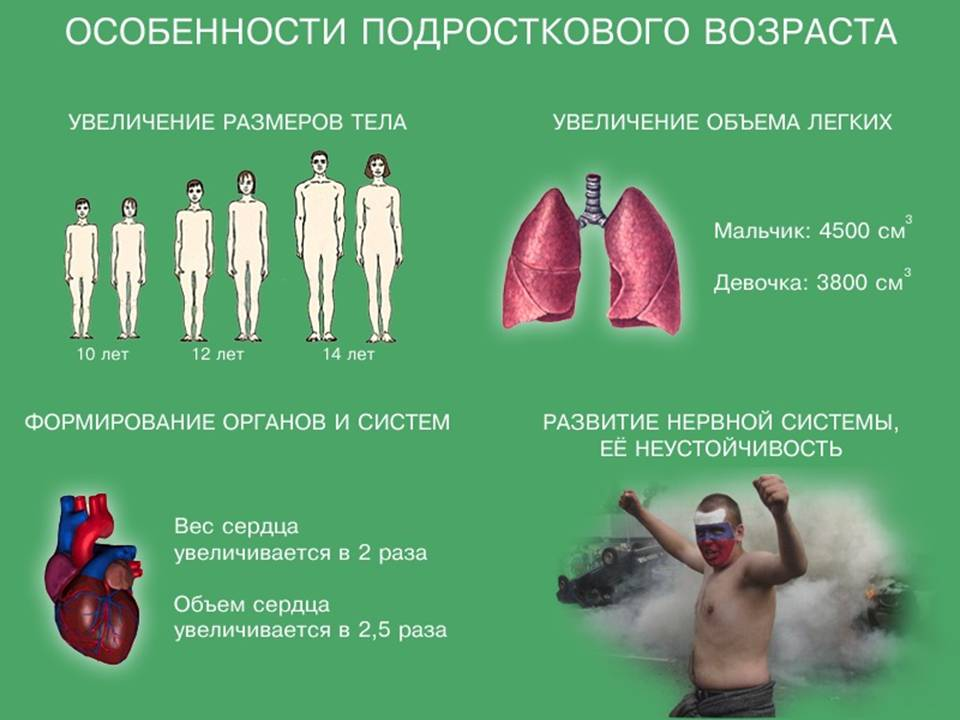 ОСОБЕННОСТИ ПОДРОСТКОВОГО ВОЗРАСТА
УВЕЛИЧЕНИЕ РАЗМЕРОВ ТЕЛА
10 лет
12 лет
14 лет
УВЕЛИЧЕНИЕ ОБЪЕМА ЛЕГКИХ
Мальчик: 4500 см³
Девочка: 3800 см³
ФОРМИРОВАНИЕ ОРГАНОВ И СИСТЕМ
Вес сердца
увеличивается в 2 раза
Объем сердца
увеличивается в 2,5 раза
РАЗВИТИЕ НЕРВНОЙ СИСТЕМЫ,
ЕЁ НЕУСТОЙЧИВОСТЬ